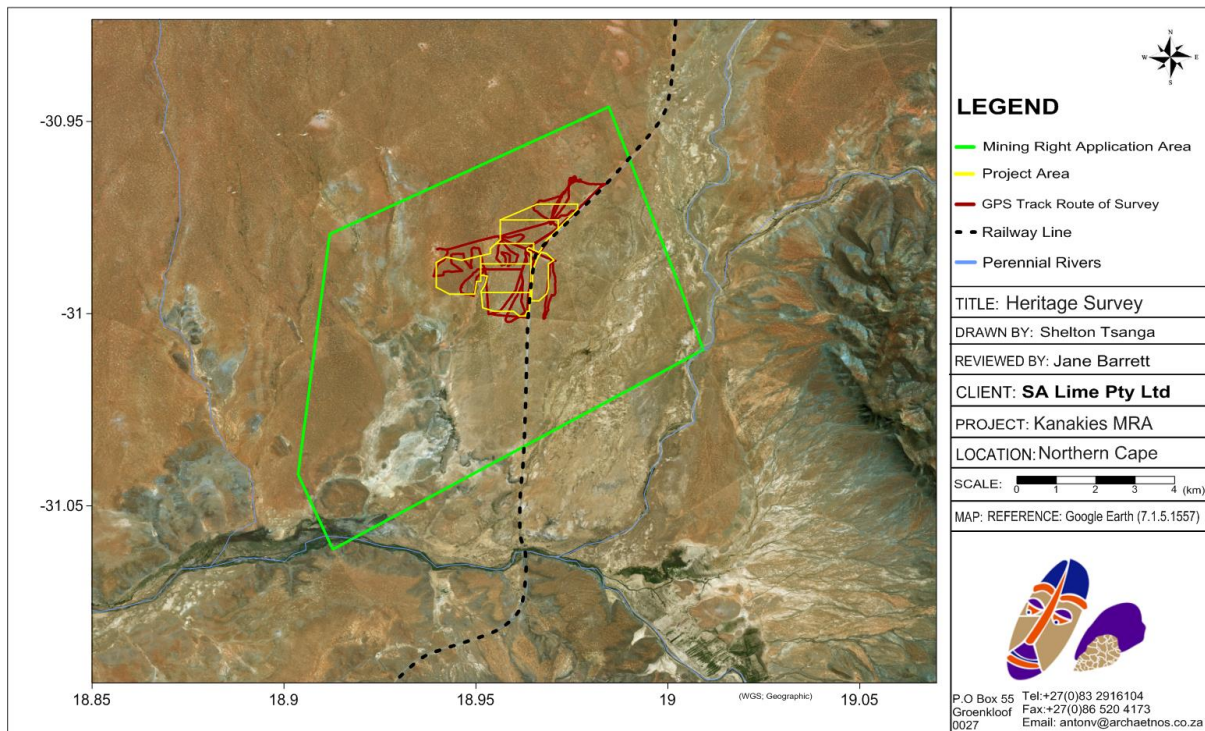 -30.95
-31
-31.05
18.85
18.9
18.95
19
19.05
(WGS; Geographic)
N
W E
S
LEGEND
Mining Right Application Area
Project Area
GPS Track Route of Survey
Railway Line
Perennial Rivers
TITLE: Heritage Survey
DRAWN BY: Shelton Tsanga
REVIEWED BY: Jane Barrett
CLIENT: SA Lime Pty Ltd
PROJECT: Kanakies MRA
LOCATION: Northern Cape
SCALE: 0 1 2 3 4 (km)
MAP: REFERENCE: Google Earth (7.1.5.1557)
P.O Box 55
Groenkloof
0027
Tel:+27(0)83 2916104
Fax:+27(0)86 520 4173
Email: antonv@archaetnos.co.za